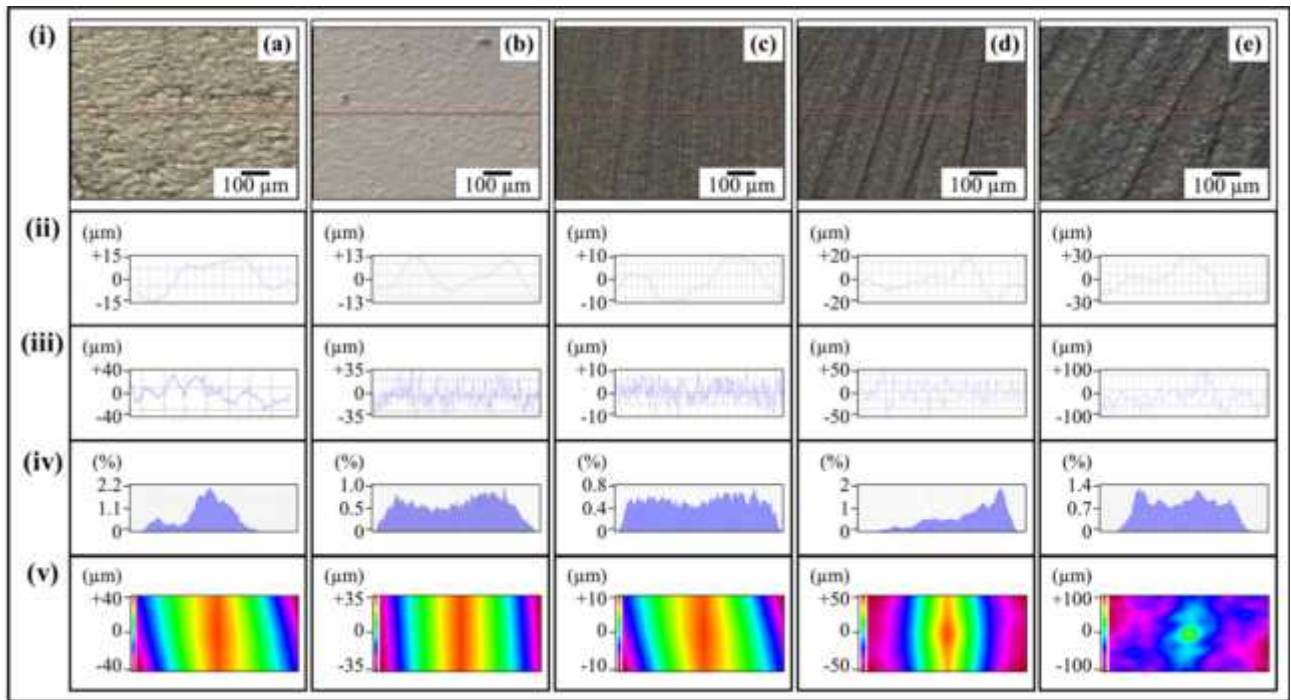 (i) (a) (b) (c) (d) (e)
100 µm 100 µm 100 µm 100 µm 100 µm
(ii) (µm) (µm) (µm) (µm) (µm)
+15 +13 +10 +20 +30
0 0 0 0 0
-15 -13 -10 -20 -30
(iii) (µm) (µm) (µm) (µm) (µm)
+40 +35 +10 +50 +100
0 0 0 0 0
-40 -35 -10 -50 -100
(iv) (%) (%) (%) (%) (%)
2.2 1.0 0.8 2 1.4
1.1 0.5 0.4 1 0.7
0 0 0 0 0
(v) (µm) (µm) (µm) (µm) (µm)
+40 +35 +10 +50 +100
0 0 0 0 0
-40 -35 -10 -50 -100